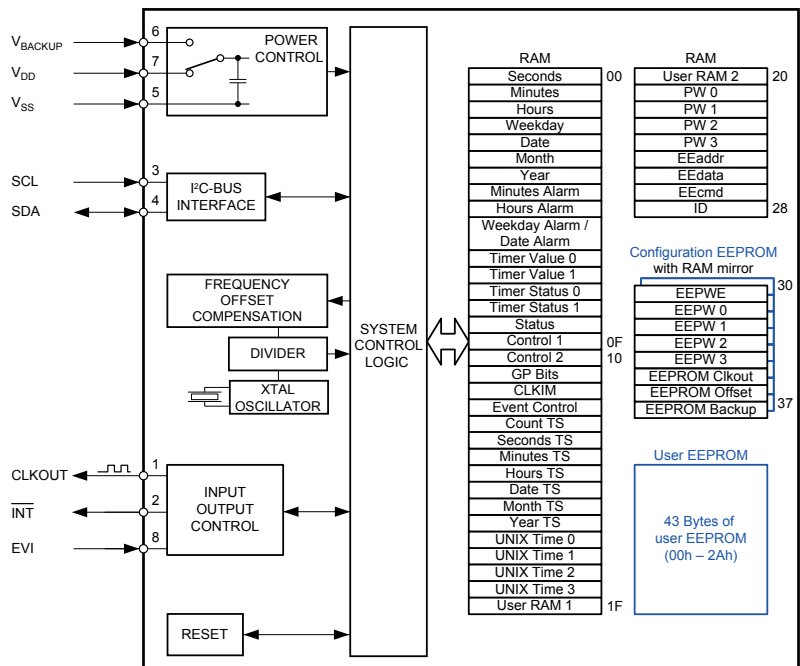 V_BACKUP
6
V_DD
7
V_SS
5
POWER
CONTROL
SCL
3
SDA
4
I²C-BUS
INTERFACE
FREQUENCY
OFFSET
COMPENSATION
DIVIDER
XTAL
OSCILLATOR
CLKOUT
1
INT
2
EVI
8
INPUT
OUTPUT
CONTROL
RESET
SYSTEM
CONTROL
LOGIC
RAM
Seconds 00
Minutes
Hours
Weekday
Date
Month
Year
Minutes Alarm
Hours Alarm
Weekday Alarm /
Date Alarm
Timer Value 0
Timer Value 1
Timer Status 0
Timer Status 1
Status
Control 1 0F
Control 2 10
GP Bits
CLKIM
Event Control
Count TS
Seconds TS
Minutes TS
Hours TS
Date TS
Month TS
Year TS
UNIX Time 0
UNIX Time 1
UNIX Time 2
UNIX Time 3
User RAM 1 1F
RAM
User RAM 2 20
PW 0
PW 1
PW 2
PW 3
EEaddr
EEdata
EEcmd
ID 28
Configuration EEPROM
with RAM mirror
30
EEPWE
EEPW 0
EEPW 1
EEPW 2
EEPW 3
EEPROM Clkout
EEPROM Offset
EEPROM Backup 37
User EEPROM
43 Bytes of
user EEPROM
(00h – 2Ah)